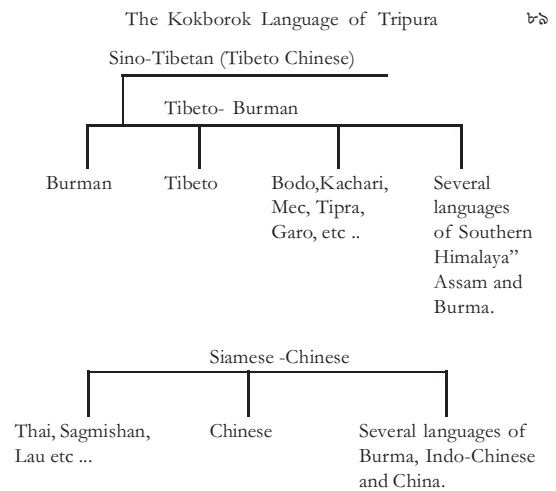 The Kokborok Language of Tripura ৮৯
Sino-Tibetan (Tibeto Chinese)
Tibeto- Burman
Burman
Tibeto
Bodo,Kachari,
Mec, Tipra,
Garo, etc ..
Several
languages
of Southern
Himalaya”
Assam and
Burma.
Siamese -Chinese
Thai, Sagmishan,
Lau etc ...
Chinese
Several languages of
Burma, Indo-Chinese
and China.